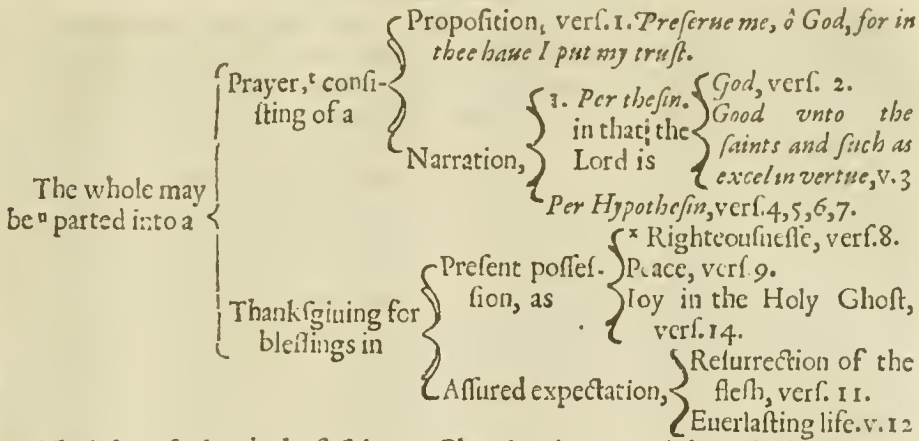 The whole may
be ⁿ parted into a
Prayer,ᵗ conſi-
ſting of a
Propoſition, verſ. 1. Preſerue me, ô God, for in
thee haue I put my truſt.
Narration,
1. Per theſin.
in that the
Lord is
God, verſ. 2.
Good vnto the
ſaints and ſuch as
excel in vertue, v. 3
Per Hypotheſin, verſ. 4, 5, 6, 7.
Thankſgiuing for
bleſſings in
Preſent poſſeſ-
ſion, as
ˣ Righteouſneſſe, verſ. 8.
Peace, verſ. 9.
Ioy in the Holy Ghoſt,
verſ. 14.
Aſſured expectation,
Reſurrection of the
fleſh, verſ. 11.
Euerlaſting life. v. 12